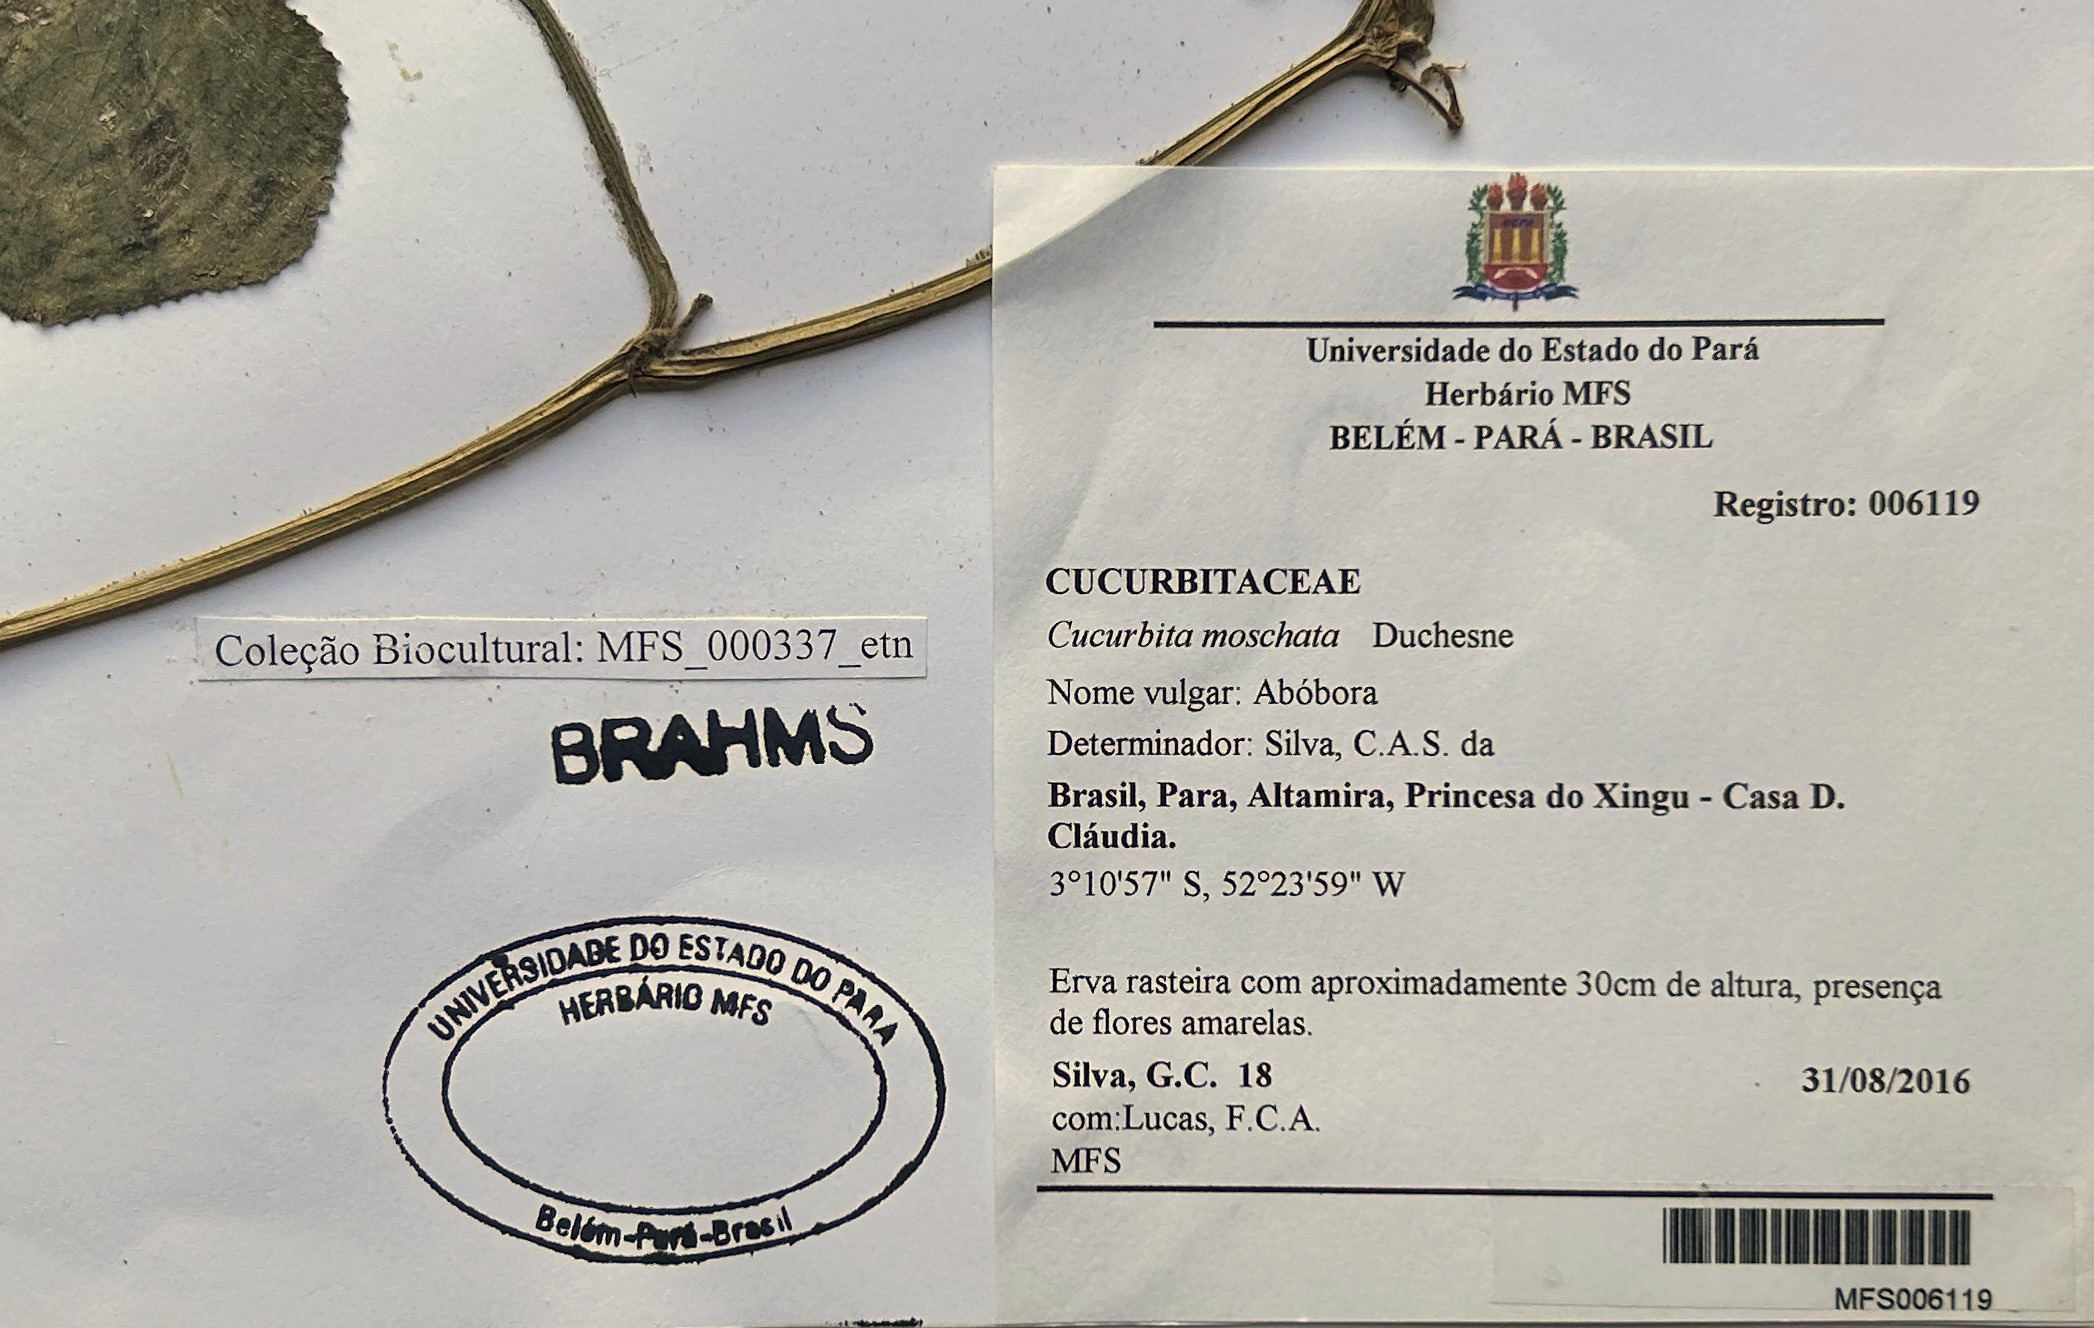 Universidade do Estado do Pará
Herbário MFS
BELÉM - PARÁ - BRASIL
Registro: 006119
CUCURBITACEAE
Cucurbita moschata Duchesne
Nome vulgar: Abóbora
Determinador: Silva, C.A.S. da
Brasil, Para, Altamira, Princesa do Xingu - Casa D.
Cláudia.
3°10'57" S, 52°23'59" W
Erva rasteira com aproximadamente 30cm de altura, presença
de flores amarelas.
Silva, G.C. 18
31/08/2016
com:Lucas, F.C.A.
MFS
MFS006119
Coleção Biocultural: MFS_000337_etn
BRAHMS
UNIVERSIDADE DO ESTADO DO PARA
HERBÁRIO MFS
Belém-Pará-Brasil